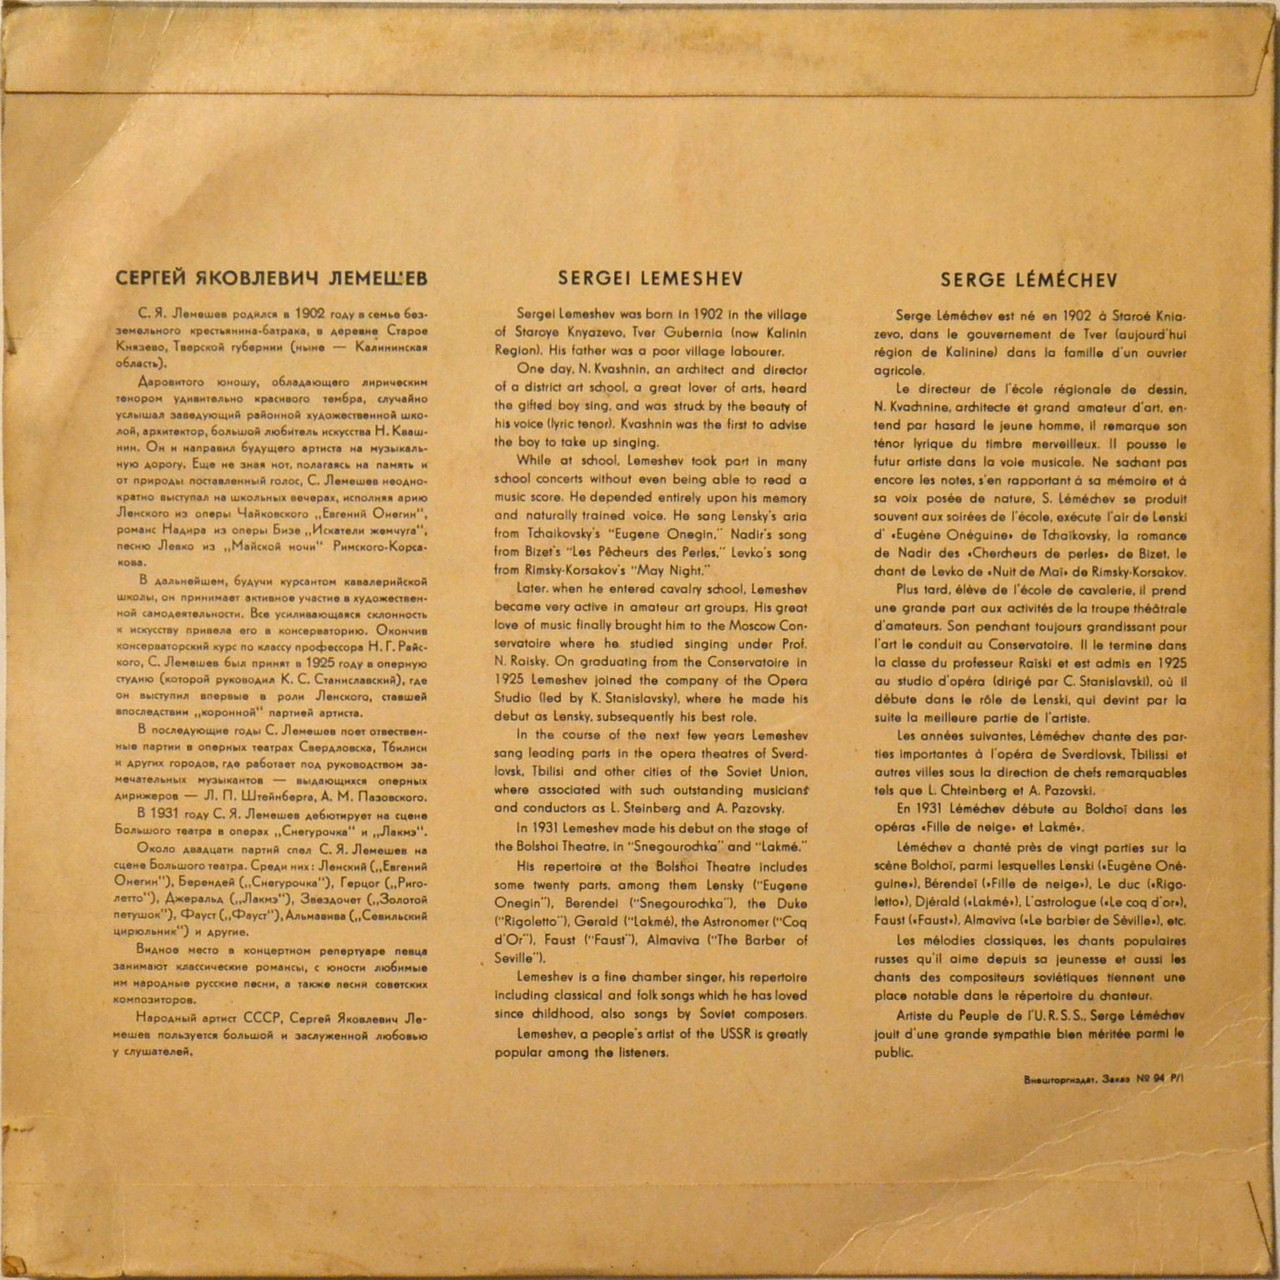 СЕРГЕЙ ЯКОВЛЕВИЧ ЛЕМЕШЕВ
С. Я. Лемешев родился в 1902 году в семье без-
земельного крестьянина-батрака, в деревне Старое
Князево, Тверской губернии (ныне — Калининская
область).
Даровитого юношу, обладающего лирическим
тенором удивительно красивого тембра, случайно
услышал заведующий районной художественной шко-
лой, архитектор, большой любитель искусства Н. Кваш-
нин. Он и направил будущего артиста на музыкаль-
ную дорогу. Еще не зная нот, полагаясь на память и
от природы поставленный голос, С. Лемешев неодно-
кратно выступал на школьных вечерах, исполняя арию
Ленского из оперы Чайковского „Евгений Онегин",
романс Надира из оперы Бизе „Искатели жемчуга",
песню Левко из „Майской ночи" Римского-Корса-
кова.
В дальнейшем, будучи курсантом кавалерийской
школы, он принимает активное участие в художествен-
ной самодеятельности. Все усиливающаяся склонность
к искусству привела его в консерваторию. Окончив
консерваторский курс по классу профессора Н. Г. Райс-
кого, С. Лемешев был принят в 1925 году в оперную
студию (которой руководил К. С. Станиславский), где
он выступил впервые в роли Ленского, ставшей
впоследствии „коронной" партией артиста.
В последующие годы С. Лемешев поет отвествен-
ные партии в оперных театрах Свердловска, Тбилиси
и других городов, где работает под руководством за-
мечательных музыкантов — выдающихся оперных
дирижеров — Л. П. Штейнберга, А. М. Пазовского.
В 1931 году С. Я. Лемешев дебютирует на сцене
Большого театра в операх „Снегурочка" и „Лакмэ".
Около двадцати партий спел С. Я. Лемешев на
сцене Большого театра. Среди них: Ленский („Евгений
Онегин"), Берендей („Снегурочка"), Герцог („Риго-
летто"), Джеральд („Лакмэ"), Звездочет („Золотой
петушок"), Фауст („Фауст"), Альмавива („Севильский
цирюльник") и другие.
Видное место в концертном репертуаре певца
занимают классические романсы, с юности любимые
им народные русские песни, а также песни советских
композиторов.
Народный артист СССР, Сергей Яковлевич Ле-
мешев пользуется большой и заслуженной любовью
у слушателей.
SERGEI LEMESHEV
Sergei Lemeshev was born in 1902 in the village
of Staroye Knyazevo, Tver Gubernia (now Kalinin
Region). His father was a poor village labourer.
One day, N. Kvashnin, an architect and director
of a district art school, a great lover of arts, heard
the gifted boy sing, and was struck by the beauty of
his voice (lyric tenor). Kvashnin was the first to advise
the boy to take up singing.
While at school, Lemeshev took part in many
school concerts without even being able to read a
music score. He depended entirely upon his memory
and naturally trained voice. He sang Lensky's aria
from Tchaikovsky's "Eugene Onegin," Nadir's song
from Bizet's "Les Pêcheurs des Perles," Levko's song
from Rimsky-Korsakov's "May Night."
Later, when he entered cavalry school, Lemeshev
became very active in amateur art groups. His great
love of music finally brought him to the Moscow Con-
servatoire where he studied singing under Prof.
N. Raisky. On graduating from the Conservatoire in
1925 Lemeshev joined the company of the Opera
Studio (led by K. Stanislavsky), where he made his
debut as Lensky, subsequently his best role.
In the course of the next few years Lemeshev
sang leading parts in the opera theatres of Sverd-
lovsk, Tbilisi and other cities of the Soviet Union,
where associated with such outstanding musicians
and conductors as L. Steinberg and A. Pazovsky.
In 1931 Lemeshev made his debut on the stage of
the Bolshoi Theatre, in "Snegourochka" and "Lakmé."
His repertoire at the Bolshoi Theatre includes
some twenty parts, among them Lensky ("Eugene
Onegin"), Berendei ("Snegourochka"), the Duke
("Rigoletto"), Gerald ("Lakmé), the Astronomer ("Coq
d'Or"), Faust ("Faust"), Almaviva ("The Barber of
Seville").
Lemeshev is a fine chamber singer, his repertoire
including classical and folk songs which he has loved
since childhood, also songs by Soviet composers.
Lemeshev, a people's artist of the USSR is greatly
popular among the listeners.
SERGE LÉMÉCHEV
Serge Léméchev est né en 1902 à Staroé Knia-
zevo, dans le gouvernement de Tver (aujourd'hui
région de Kalinine) dans la famille d'un ouvrier
agricole.
Le directeur de l'école régionale de dessin,
N. Kvachnine, architecte et grand amateur d'art, en-
tend par hasard le jeune homme, il remarque son
ténor lyrique du timbre merveilleux. Il pousse le
futur artiste dans la voie musicale. Ne sachant pas
encore les notes, s'en rapportant à sa mémoire et à
sa voix posée de nature, S. Léméchev se produit
souvent aux soirées de l'école, exécute l'air de Lenski
d' «Eugène Onéguine» de Tchaïkovsky, la romance
de Nadir des «Chercheurs de perles» de Bizet, le
chant de Levko de «Nuit de Maï» de Rimsky-Korsakov.
Plus tard, élève de l'école de cavalerie, il prend
une grande part aux activités de la troupe théâtrale
d'amateurs. Son penchant toujours grandissant pour
l'art le conduit au Conservatoire. Il le termine dans
la classe du professeur Raïski et est admis en 1925
au studio d'opéra (dirigé par C. Stanislavski), où il
débute dans le rôle de Lenski, qui devint par la
suite la meilleure partie de l'artiste.
Les années suivantes, Léméchev chante des par-
ties importantes à l'opéra de Sverdlovsk, Tbilissi et
autres villes sous la direction de chefs remarquables
tels que L. Chteinberg et A. Pazovski.
En 1931 Léméchev débute au Bolchoï dans les
opéras «Fille de neige» et Lakmé».
Léméchev a chanté près de vingt parties sur la
scène Bolchoï, parmi lesquelles Lenski («Eugène Oné-
guine»), Bérendeï («Fille de neige»), Le duc («Rigo-
letto»), Djérald («Lakmé»), L'astrologue («Le coq d'or»),
Faust («Faust»), Almaviva («Le barbier de Séville»), etc.
Les mélodies classiques, les chants populaires
russes qu'il aime depuis sa jeunesse et aussi les
chants des compositeurs soviétiques tiennent une
place notable dans le répertoire du chanteur.
Artiste du Peuple de l'U.R.S.S., Serge Léméchev
jouit d'une grande sympathie bien méritée parmi le
public.
Внешторгиздат. Заказ № 94 Р/I